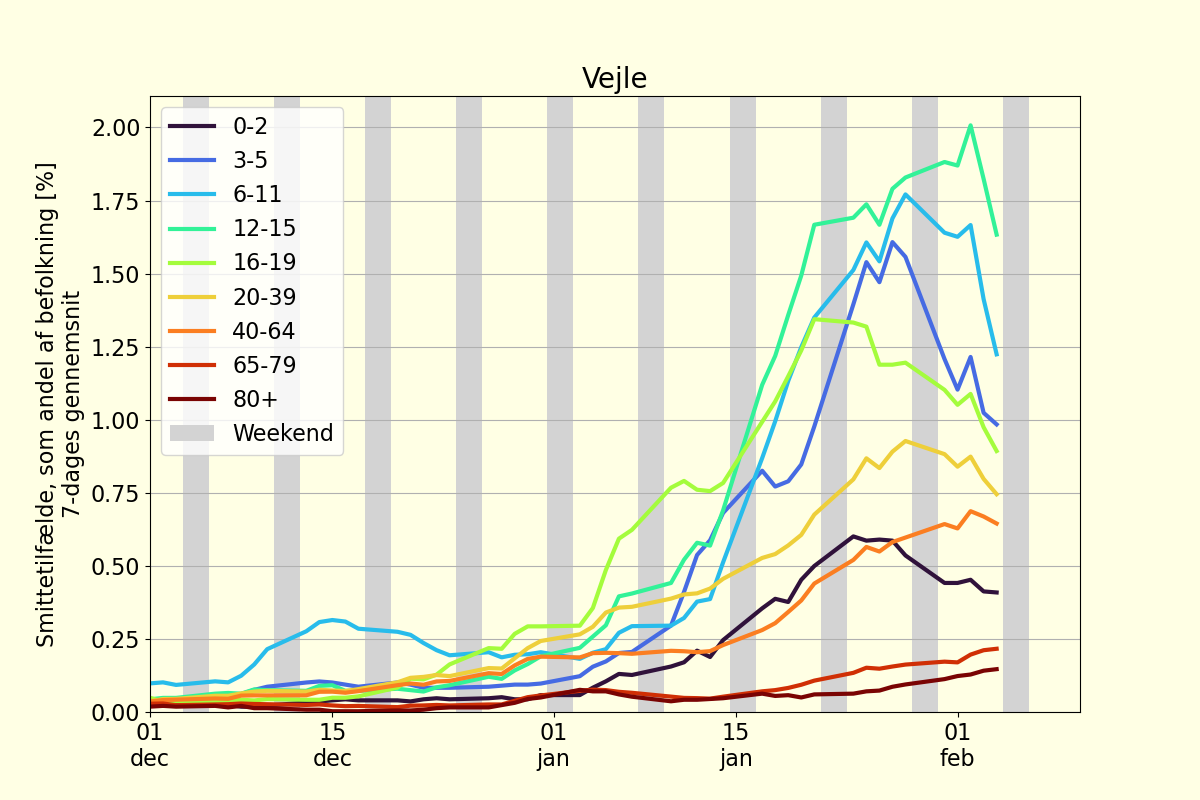 Vejle
Smittetilfælde, som andel af befolkning [%]
7-dages gennemsnit
2.00
1.75
1.50
1.25
1.00
0.75
0.50
0.25
0.00
0-2
3-5
6-11
12-15
16-19
20-39
40-64
65-79
80+
Weekend
01
dec
15
dec
01
jan
15
jan
01
feb